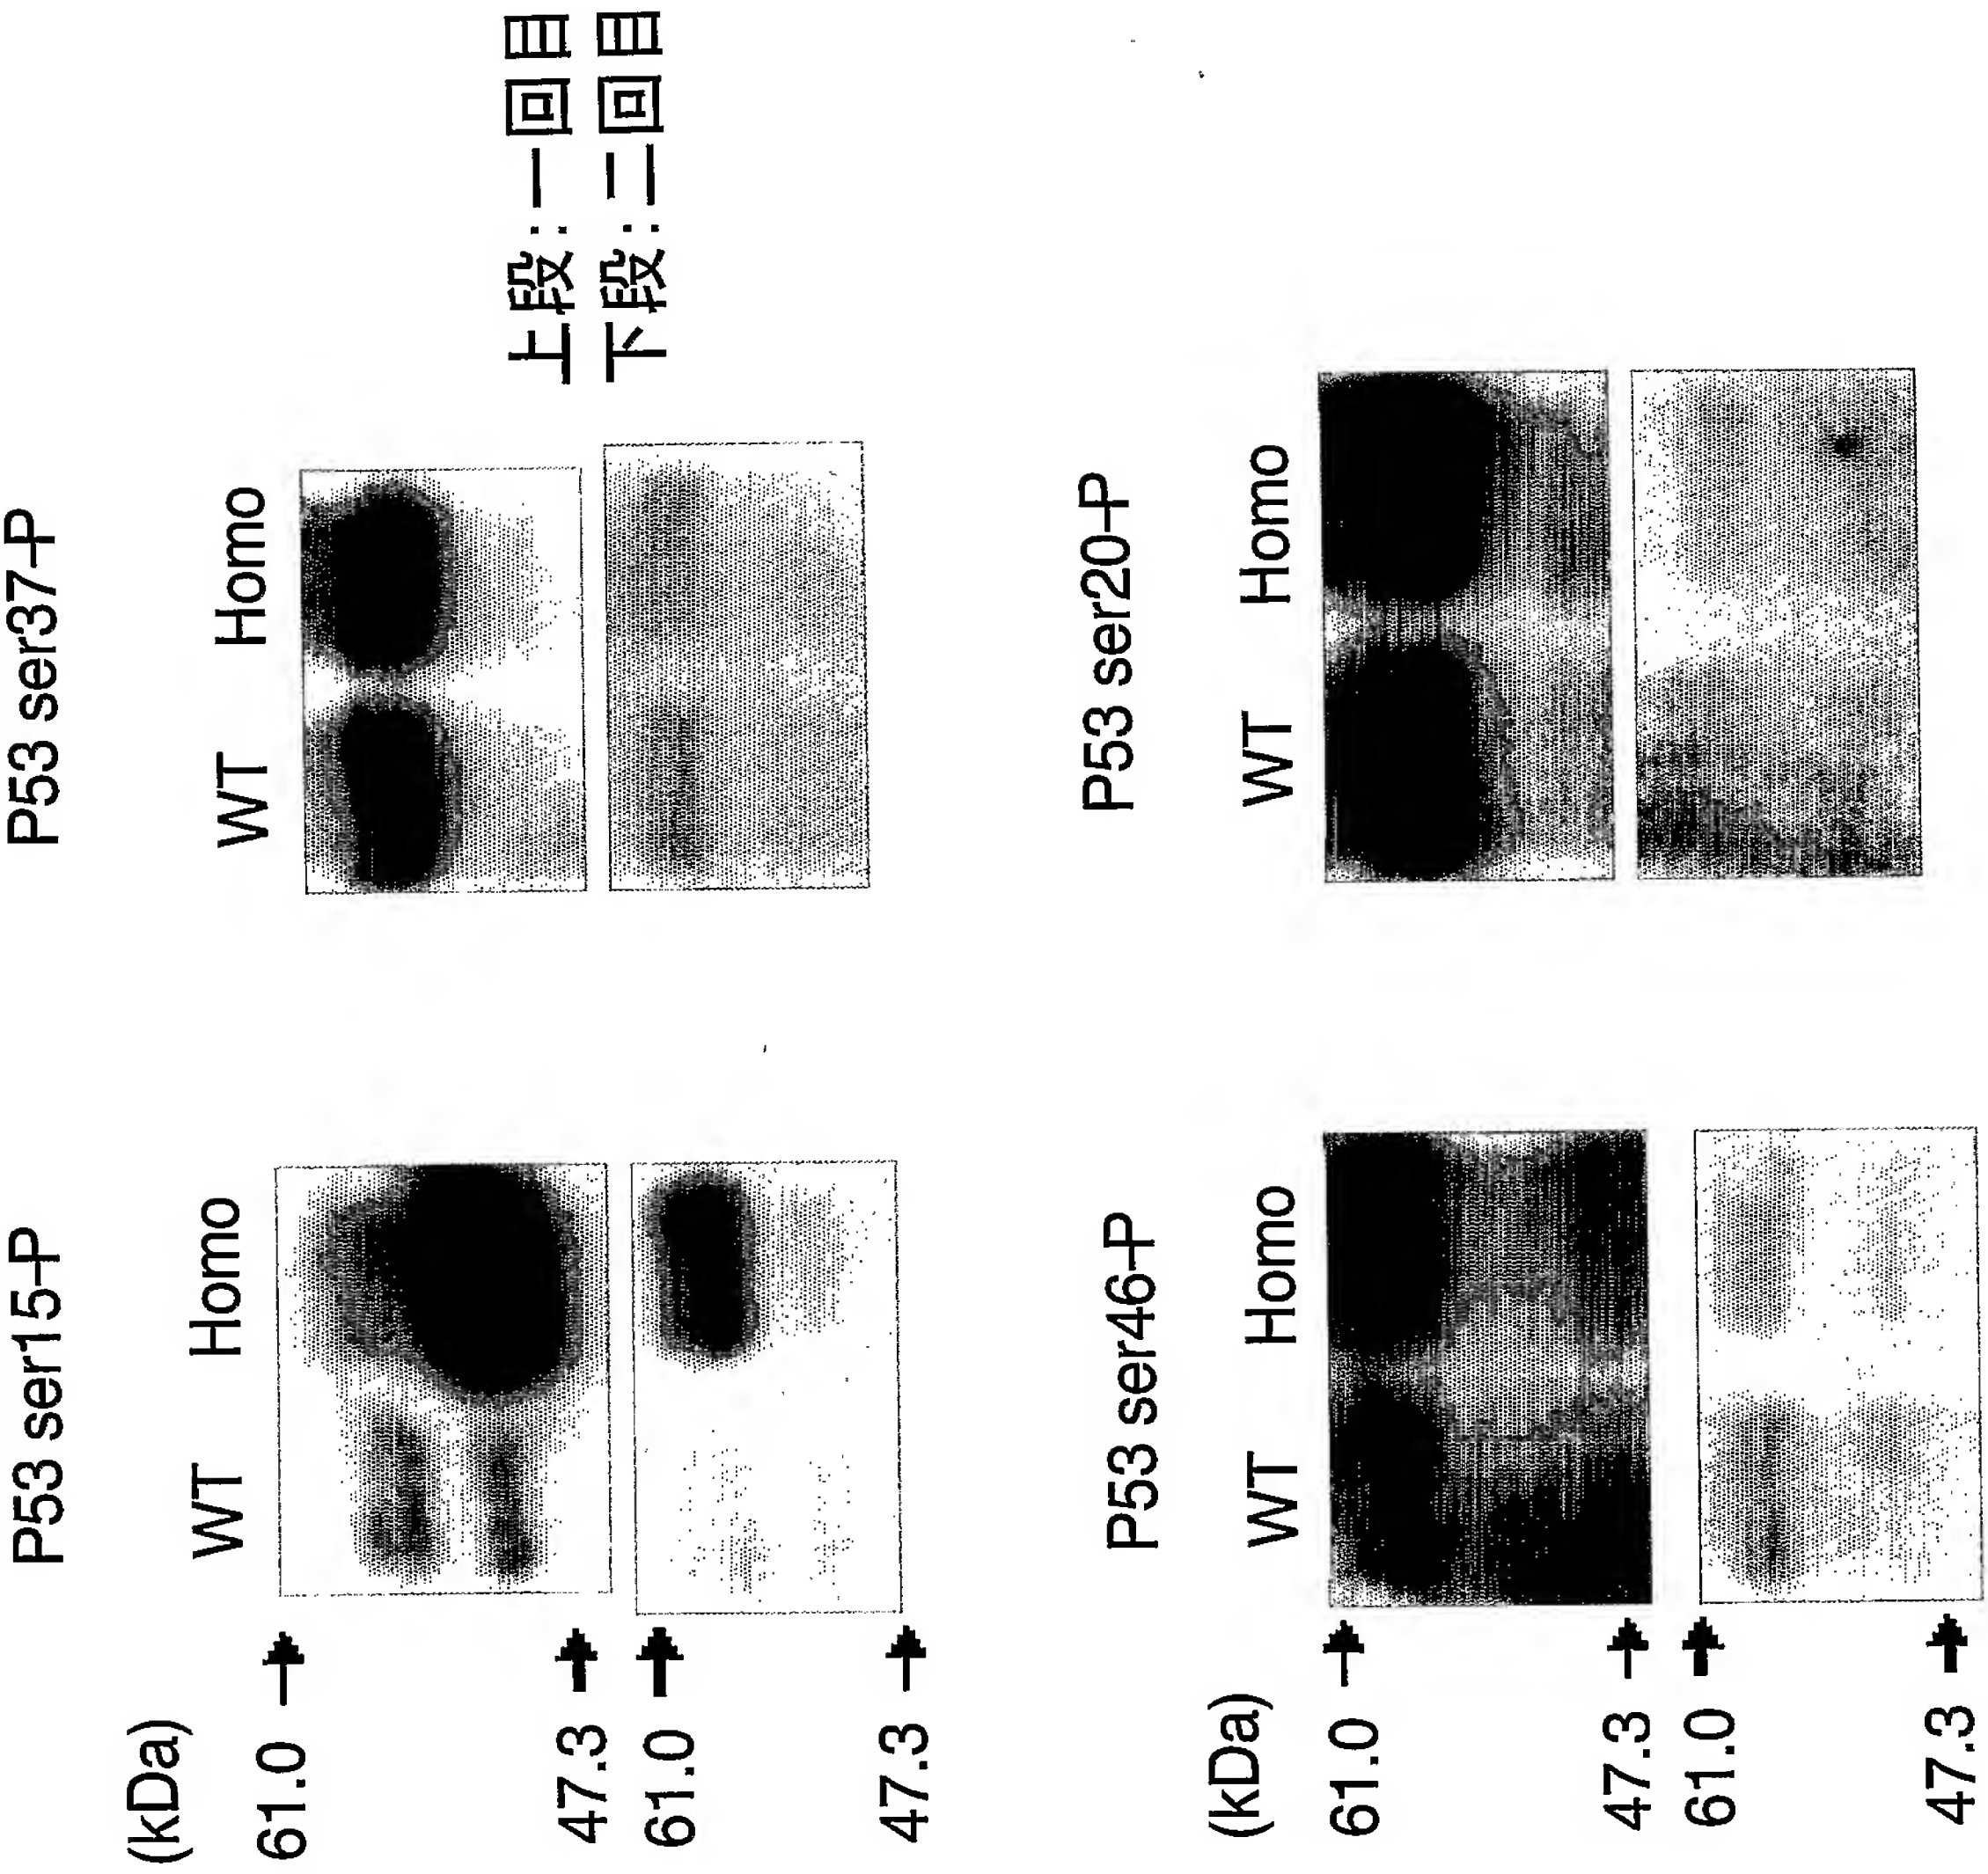 P53 ser15-P
P53 ser37-P
(kDa)
WT Homo
WT Homo
61.0
47.3
61.0
47.3
上段:一回目
下段:二回目
P53 ser46-P
P53 ser20-P
(kDa)
WT Homo
WT Homo
61.0
47.3
61.0
47.3